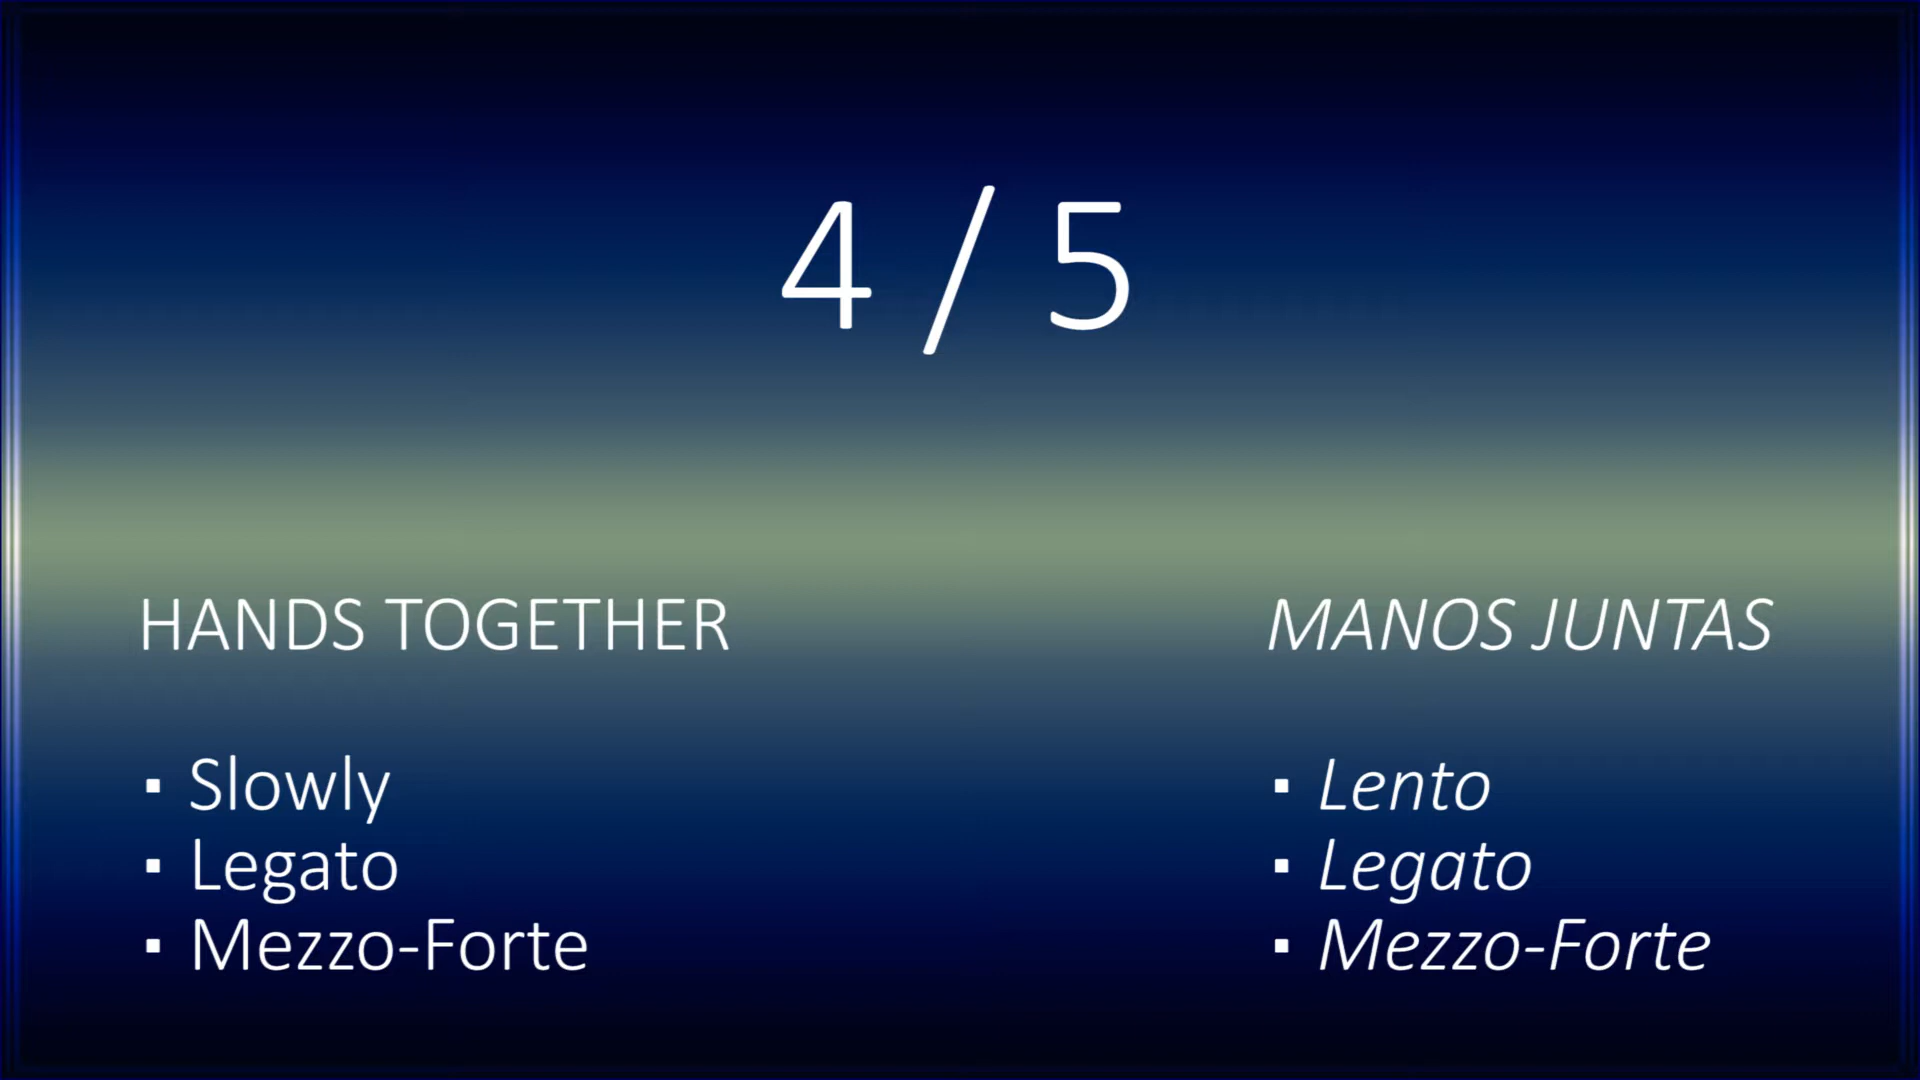 4 / 5
HANDS TOGETHER
▪ Slowly
▪ Legato
▪ Mezzo-Forte
MANOS JUNTAS
▪ Lento
▪ Legato
▪ Mezzo-Forte